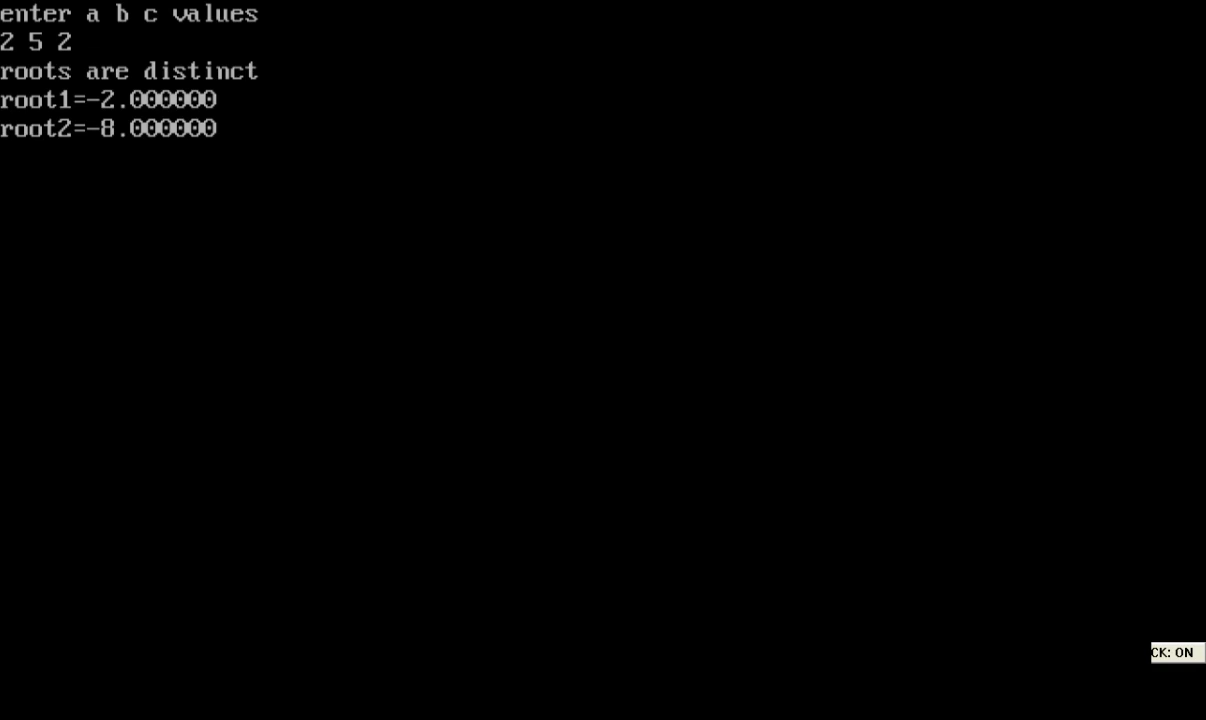 enter a b c values
2 5 2
roots are distinct
root1=-2.000000
root2=-8.000000
CK: ON